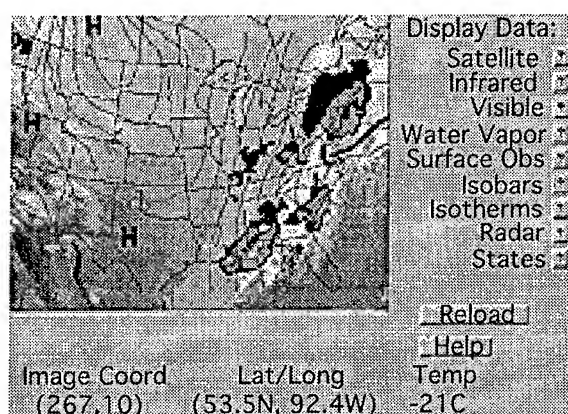 H
H
H
Display Data:
Satellite
Infrared
Visible
Water Vapor
Surface Obs
Isobars
Isotherms
Radar
States
Reload
Help
Image Coord Lat/Long Temp
(267,10) (53.5N, 92.4W) -21C